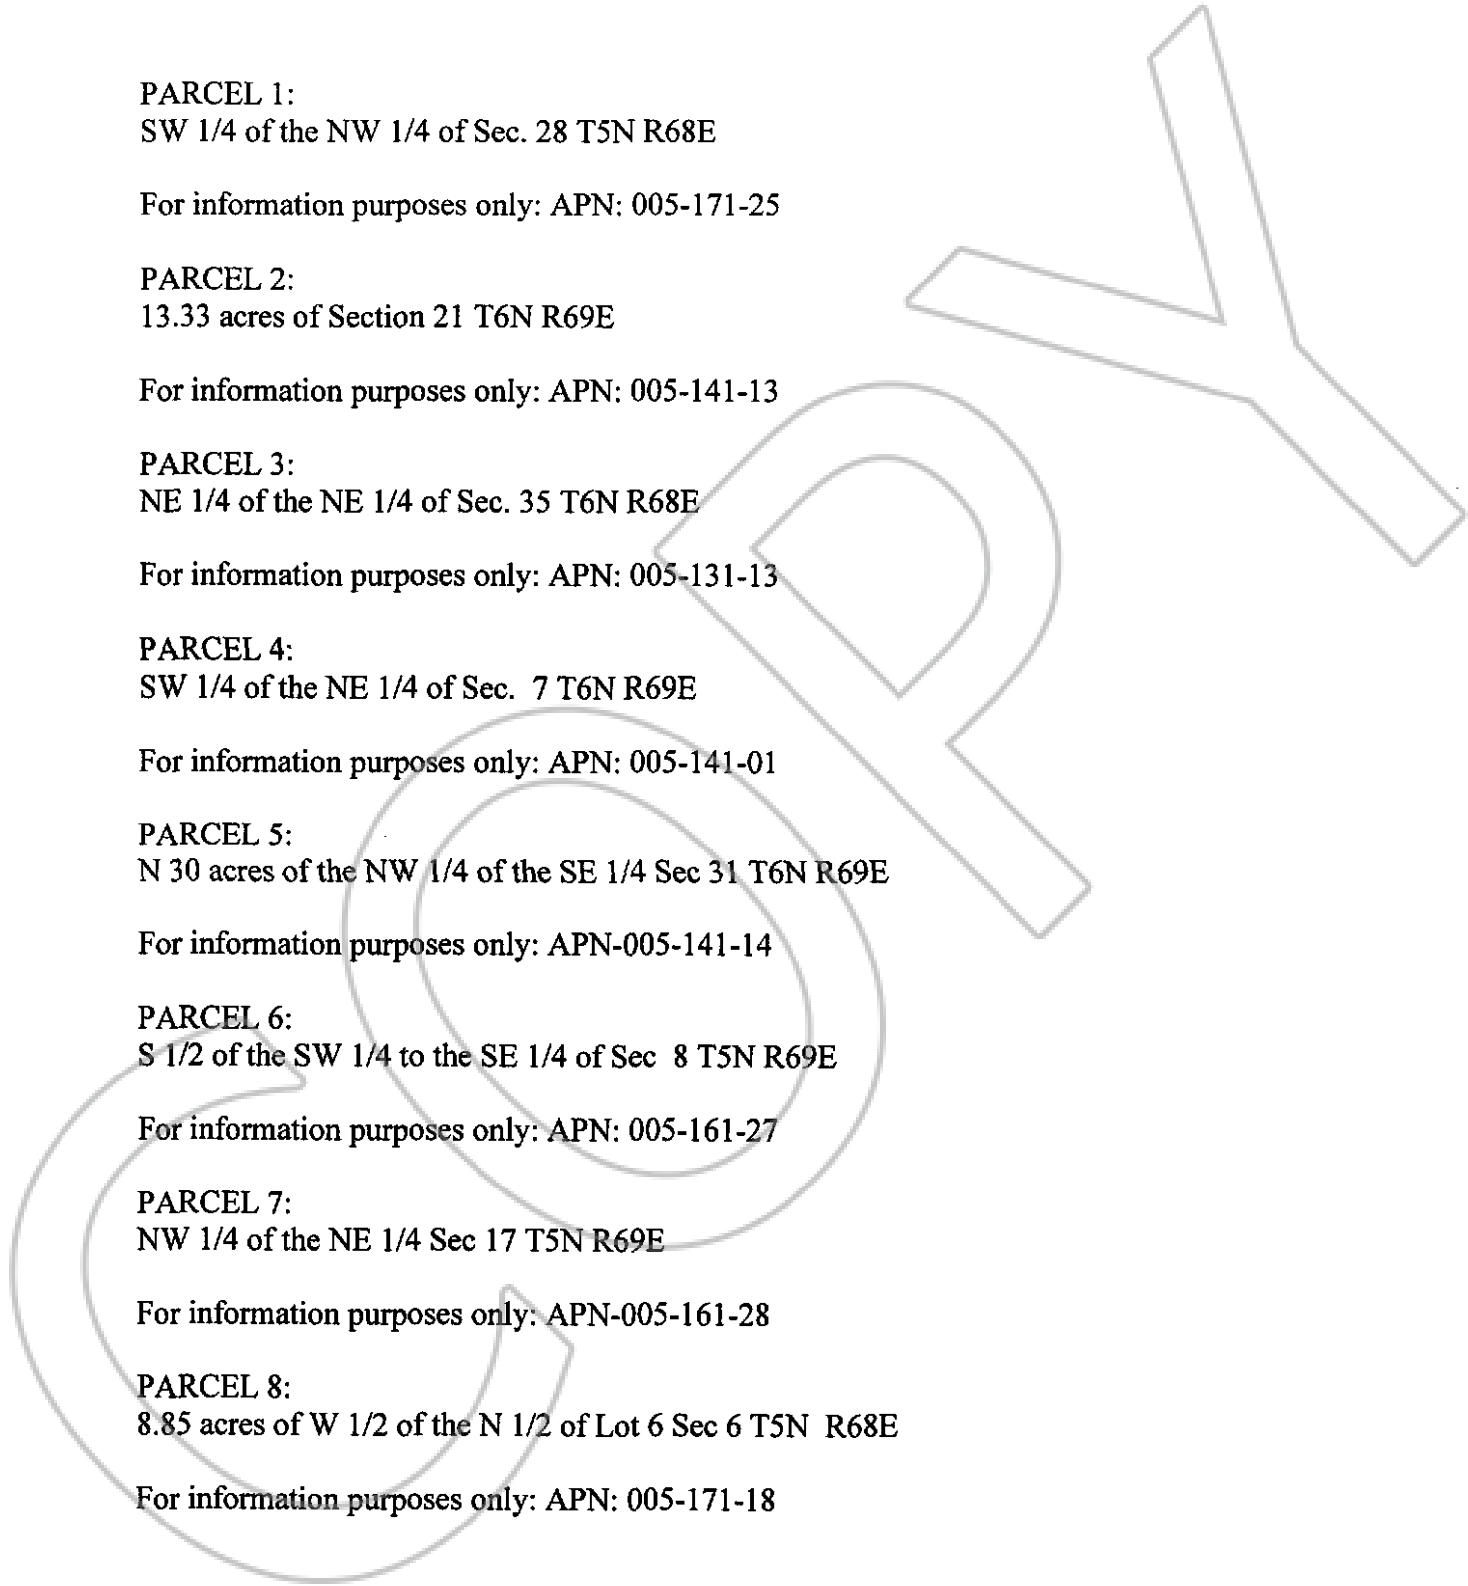 PARCEL 1:
SW 1/4 of the NW 1/4 of Sec. 28 T5N R68E
For information purposes only: APN: 005-171-25
PARCEL 2:
13.33 acres of Section 21 T6N R69E
For information purposes only: APN: 005-141-13
PARCEL 3:
NE 1/4 of the NE 1/4 of Sec. 35 T6N R68E
For information purposes only: APN: 005-131-13
PARCEL 4:
SW 1/4 of the NE 1/4 of Sec.  7 T6N R69E
For information purposes only: APN: 005-141-01
PARCEL 5:
N 30 acres of the NW 1/4 of the SE 1/4 Sec 31 T6N R69E
For information purposes only: APN-005-141-14
PARCEL 6:
S 1/2 of the SW 1/4 to the SE 1/4 of Sec  8 T5N R69E
For information purposes only: APN: 005-161-27
PARCEL 7:
NW 1/4 of the NE 1/4 Sec 17 T5N R69E
For information purposes only: APN-005-161-28
PARCEL 8:
8.85 acres of W 1/2 of the N 1/2 of Lot 6 Sec 6 T5N  R68E
For information purposes only: APN: 005-171-18
COPY